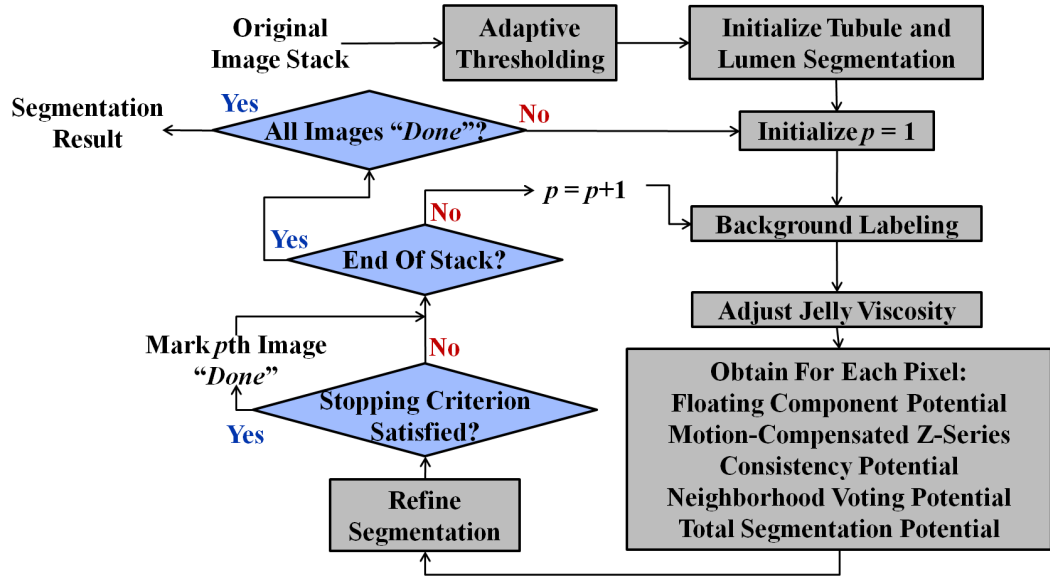 Original
Image Stack
Adaptive
Thresholding
Initialize Tubule and
Lumen Segmentation
Segmentation
Result
Yes
All Images “Done”?
No
Initialize p = 1
p = p+1
No
Background Labeling
Yes
End Of Stack?
Adjust Jelly Viscosity
Mark pth Image
“Done”
No
Stopping Criterion
Satisfied?
Yes
Obtain For Each Pixel:
Floating Component Potential
Motion-Compensated Z-Series
Consistency Potential
Neighborhood Voting Potential
Total Segmentation Potential
Refine
Segmentation